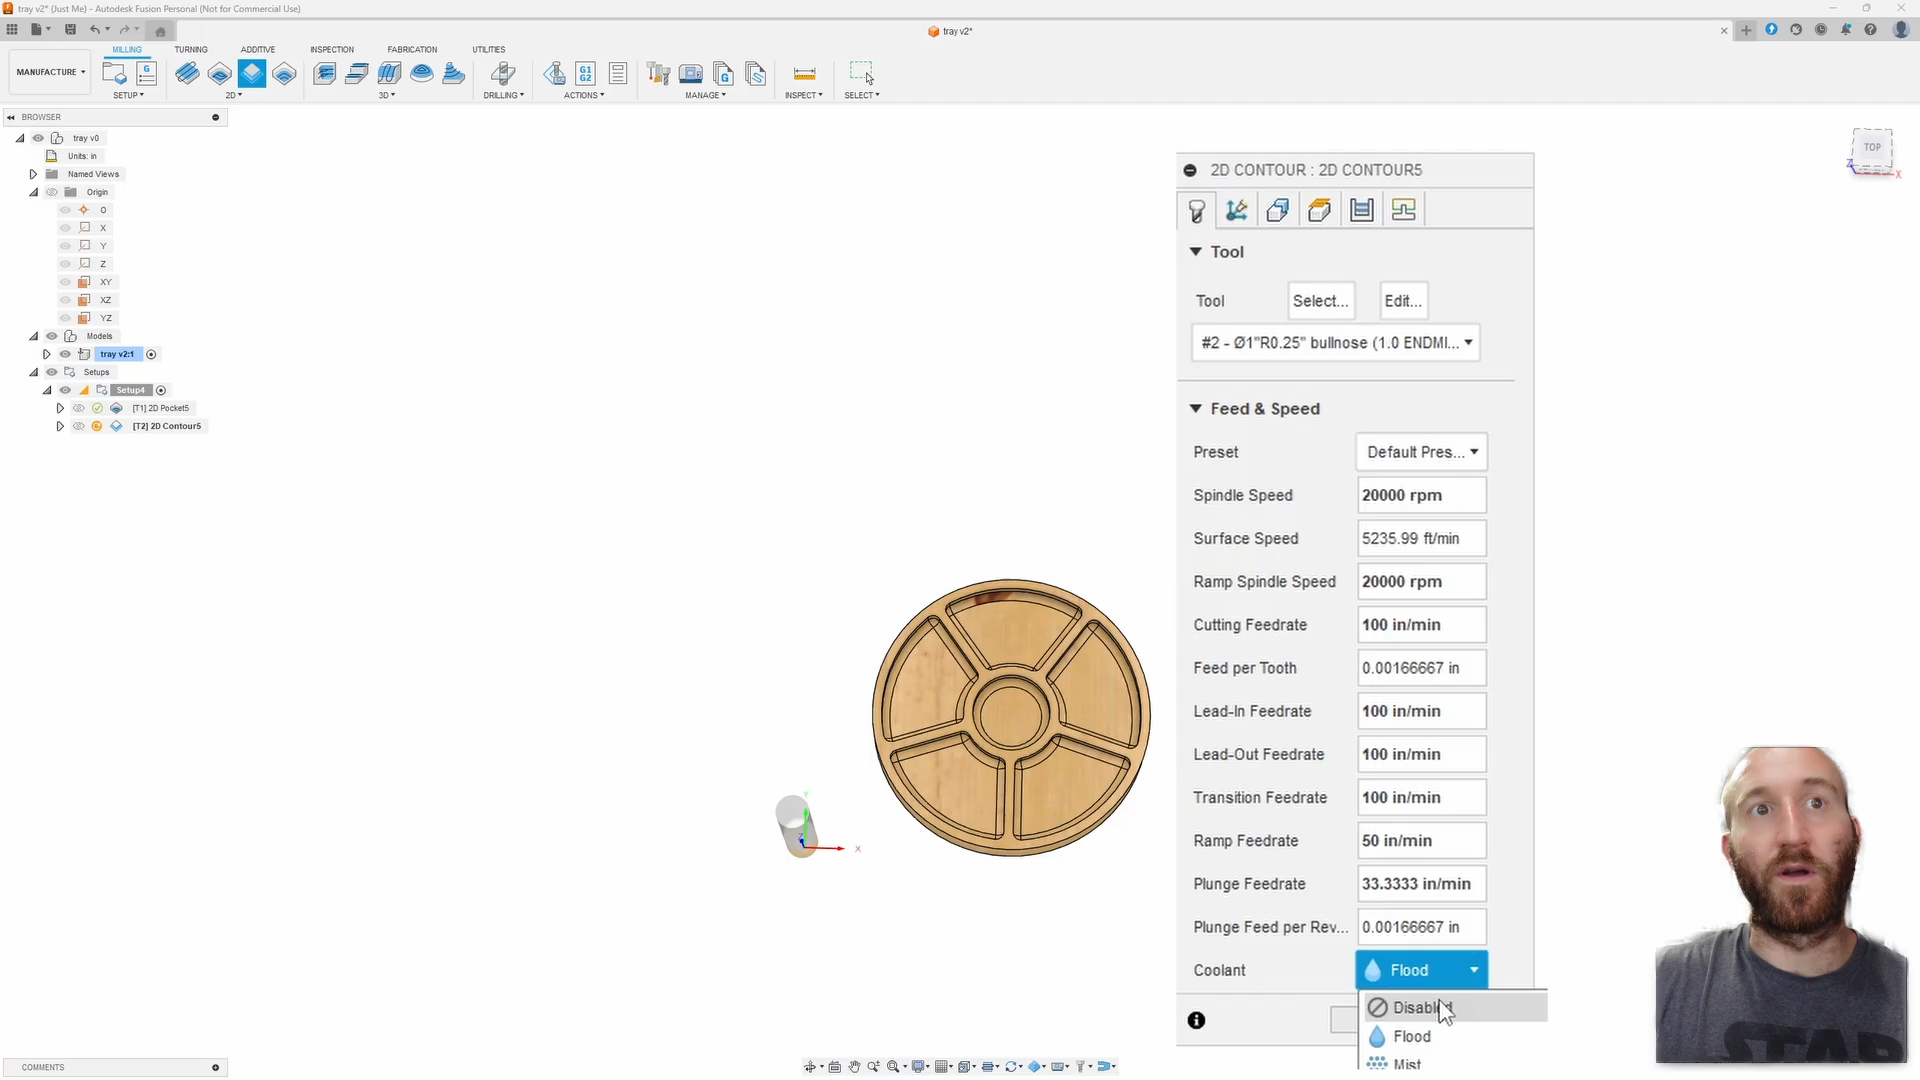 tray v2* (Just Me) - Autodesk Fusion Personal (Not for Commercial Use)
tray v2*
MILLING TURNING ADDITIVE INSPECTION FABRICATION UTILITIES
MANUFACTURE
G1
G2
G
SETUP 2D 3D DRILLING ACTIONS MANAGE INSPECT SELECT
BROWSER
tray v0
Units: in
Named Views
Origin
O
X
Y
Z
XY
XZ
YZ
Models
tray v2:1
Setups
Setup4
[T1] 2D Pocket5
[T2] 2D Contour5
TOP
Z
X
2D CONTOUR : 2D CONTOUR5
Tool
Tool Select... Edit...
#2 - Ø1"R0.25" bullnose (1.0 ENDMI...
Feed & Speed
Preset Default Pres...
Spindle Speed 20000 rpm
Surface Speed 5235.99 ft/min
Ramp Spindle Speed 20000 rpm
Cutting Feedrate 100 in/min
Feed per Tooth 0.00166667 in
Lead-In Feedrate 100 in/min
Lead-Out Feedrate 100 in/min
Transition Feedrate 100 in/min
Ramp Feedrate 50 in/min
Plunge Feedrate 33.3333 in/min
Plunge Feed per Rev... 0.00166667 in
Coolant Flood
Disabled
Flood
Mist
Y
Z
X
STAR
COMMENTS